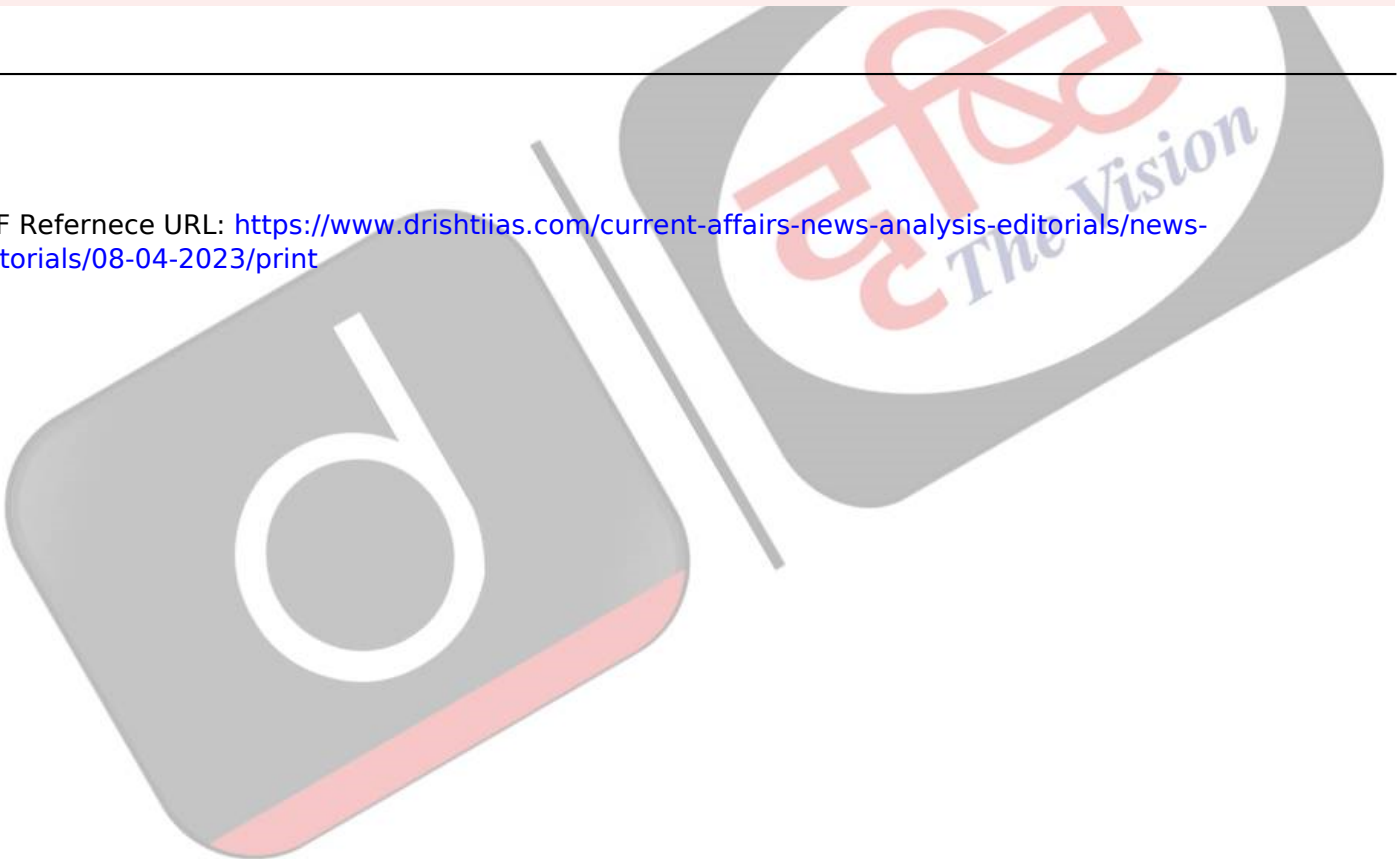 दृष्टि
The Vision
F Refernece URL: https://www.drishtiias.com/current-affairs-news-analysis-editorials/news-
torials/08-04-2023/print
d